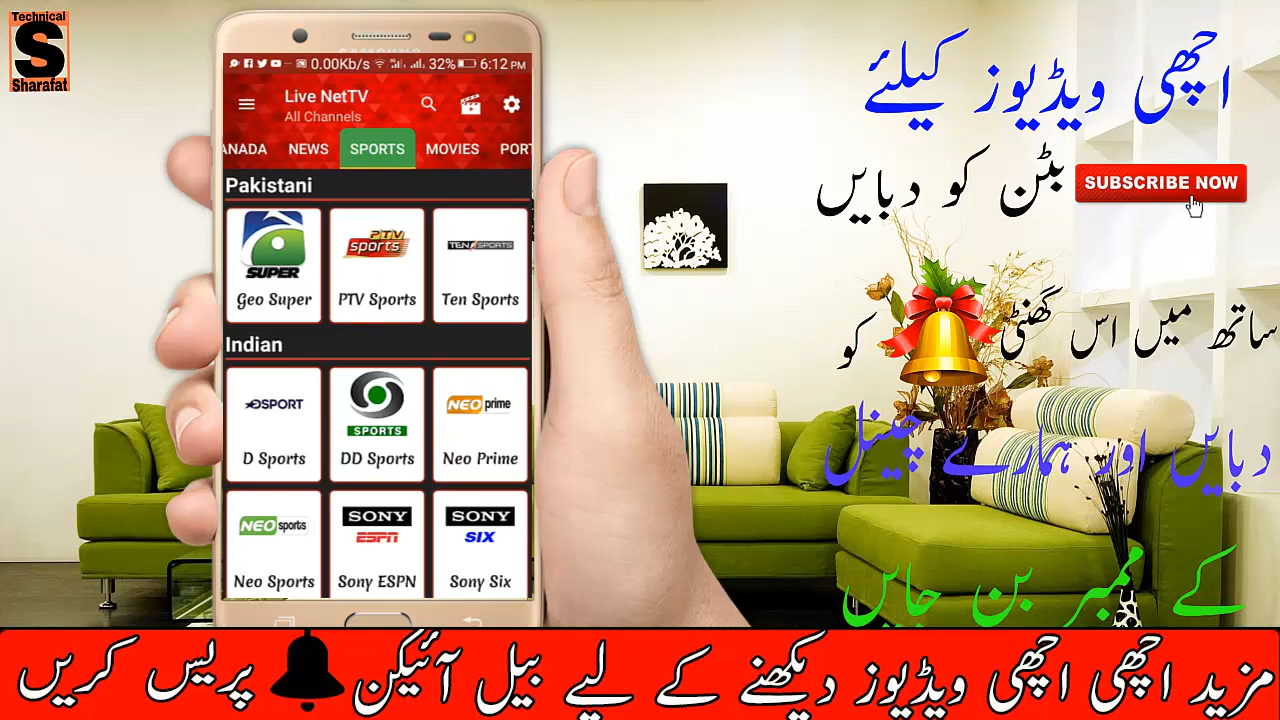 Technical
S
Sharafat
SAMSUNG
0.00Kb/s 32% 6:12 PM
Live NetTV
All Channels
ANADA NEWS SPORTS MOVIES PORT
Pakistani
SUPER
PTV sports
TEN SPORTS
Geo Super PTV Sports Ten Sports
Indian
DSPORT
SPORTS
NEO prime
D Sports DD Sports Neo Prime
NEO sports
SONY ESPN
SONY SIX
Neo Sports Sony ESPN Sony Six
اچھی ویڈیوز کیلئے
SUBSCRIBE NOW بٹن کو دبایں
ساتھ میں اس گھنٹی کو
دبایں اور ہمارے چینل
کے ممبر بن جایں
مزید اچھی اچھی ویڈیوز دیکھنے کے لیے بیل آئیکن پریس کریں